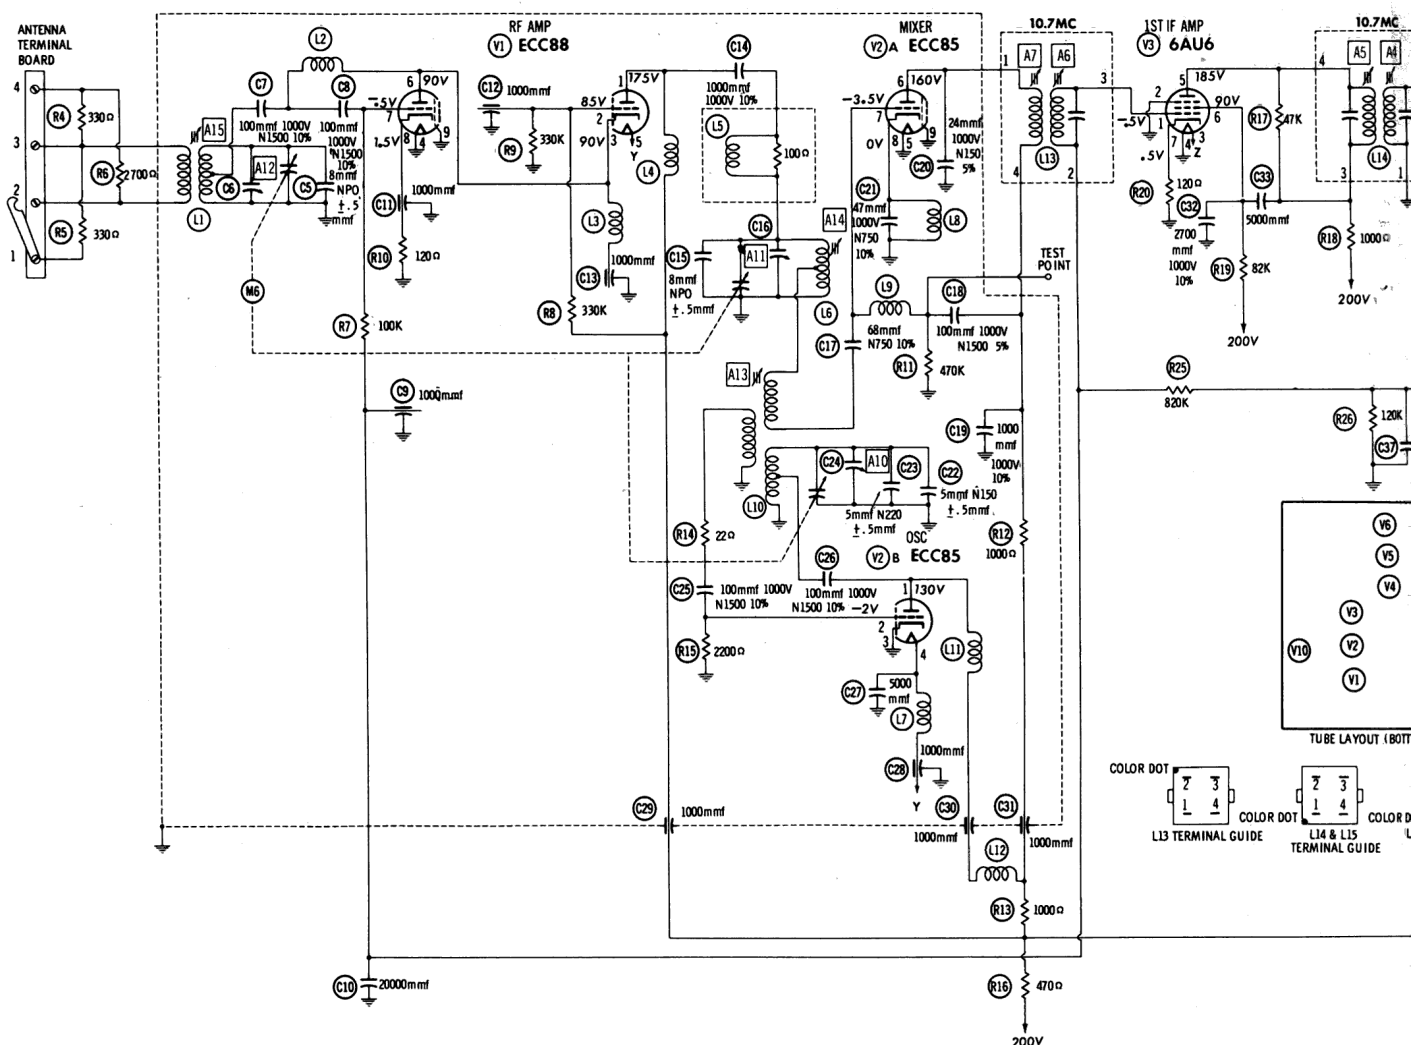 ANTENNA
TERMINAL
BOARD
4
3
2
1
R4
330Ω
R6
2700Ω
R5
330Ω
L1
A15
L2
C7
100mmf 1000V
N1500 10%
C8
100mmf
1000V
N1500
10%
A12
C6
C5
8mmf
NPO
±.5
mmf
M6
RF AMP
V1 ECC88
6
90V
-.5V
7
1.5V
8
4
9
C11
1000mmf
R10
120Ω
R7
100K
C9
1000mmf
C12
1000mmf
R9
330K
1
175V
85V
2
90V
3
5
Y
L3
1000mmf
C13
R8
330K
L4
C14
1000mmf
1000V 10%
L5
100Ω
C15
8mmf
NPO
±.5mmf
C16
A11
A14
L6
MIXER
V2 A ECC85
6
160V
-3.5V
7
0V
8
5
9
24mmf
1000V
N150
5%
C20
C21
47mmf
1000V
N750
10%
L8
L9
C18
100mmf 1000V
N1500 5%
68mmf
N750 10%
C17
R11
470K
TEST
POINT
10.7MC
A7
A6
1
3
L13
4
2
1ST IF AMP
V3 6AU6
5
185V
2
90V
6
-.5V
1
7
4
3
Z
.5V
R20
120Ω
C32
2700
mmf
1000V
10%
C33
5000mmf
R17
47K
R19
82K
200V
10.7MC
4
A5
A4
L14
3
1
R18
1000Ω
200V
R25
820K
R26
120K
C37
A13
L10
C24
A10
C23
C22
5mmf N150
±.5mmf
5mmf N220
±.5mmf
C19
1000
mmf
1000V
10%
R14
22Ω
C25
100mmf 1000V
N1500 10%
R15
2200Ω
C26
100mmf 1000V
N1500 10%
OSC
V2 B ECC85
1
130V
-2V
2
3
4
L11
C27
5000
mmf
L7
1000mmf
C28
Y
R12
1000Ω
C29
1000mmf
C30
1000mmf
C31
1000mmf
L12
R13
1000Ω
R16
470Ω
200V
C10
20000mmf
V6
V5
V4
V3
V2
V1
V10
TUBE LAYOUT (BOTT
COLOR DOT
2 3
1 4
L13 TERMINAL GUIDE
COLOR DOT
2 3
1 4
L14 & L15
TERMINAL GUIDE
COLOR D